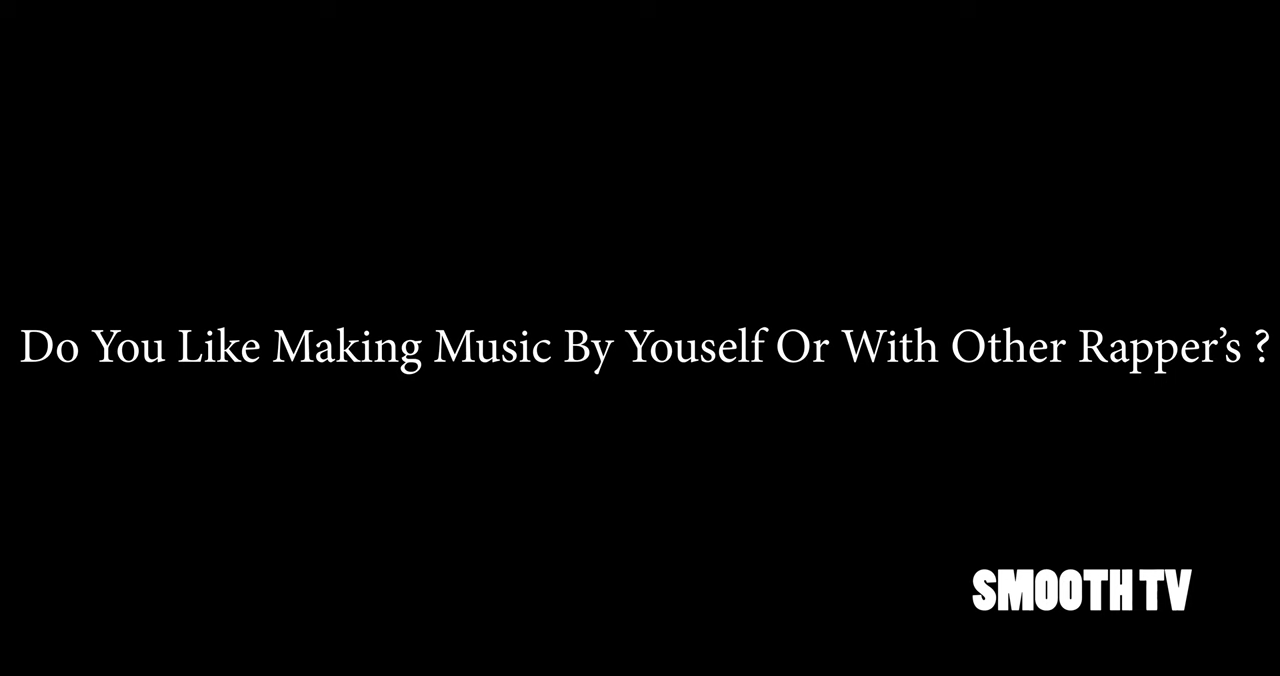 Do You Like Making Music By Youself Or With Other Rapper’s ?
SMOOTH TV